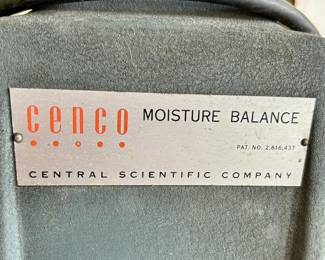 cenco MOISTURE BALANCE
PAT. NO. 2,816,437
CENTRAL SCIENTIFIC COMPANY